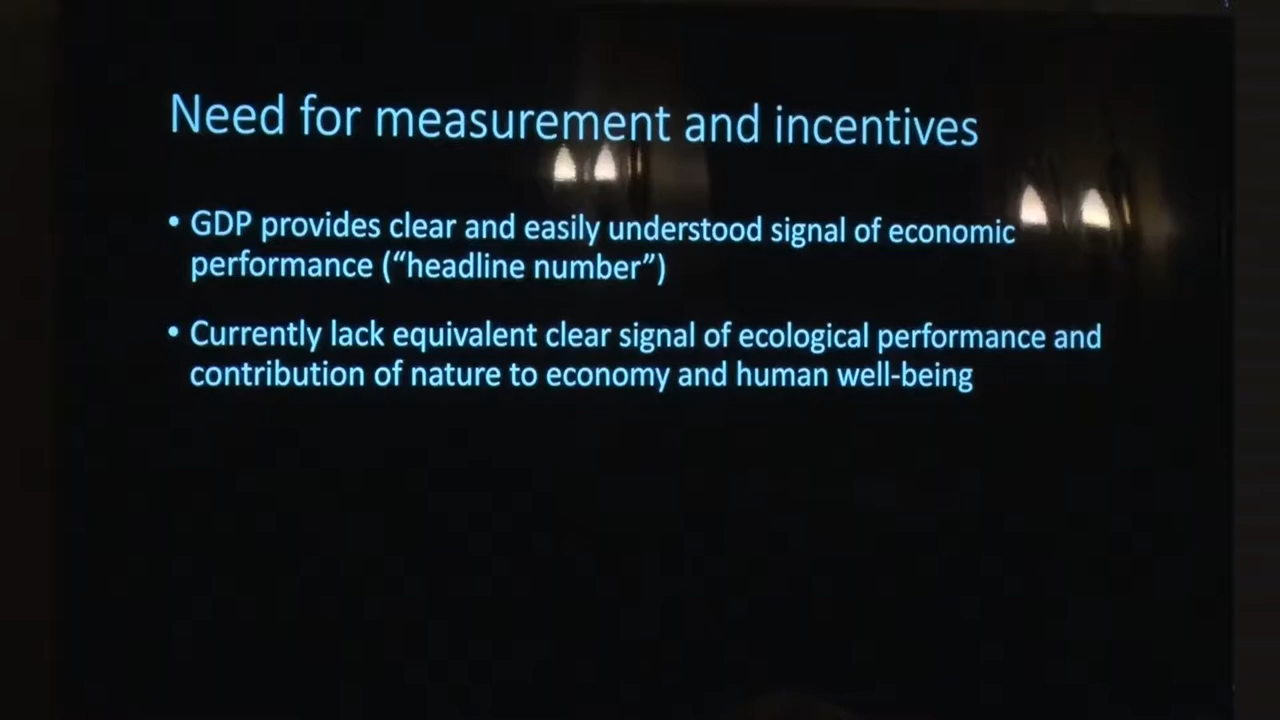 Need for measurement and incentives
• GDP provides clear and easily understood signal of economic
performance (“headline number”)
• Currently lack equivalent clear signal of ecological performance and
contribution of nature to economy and human well-being